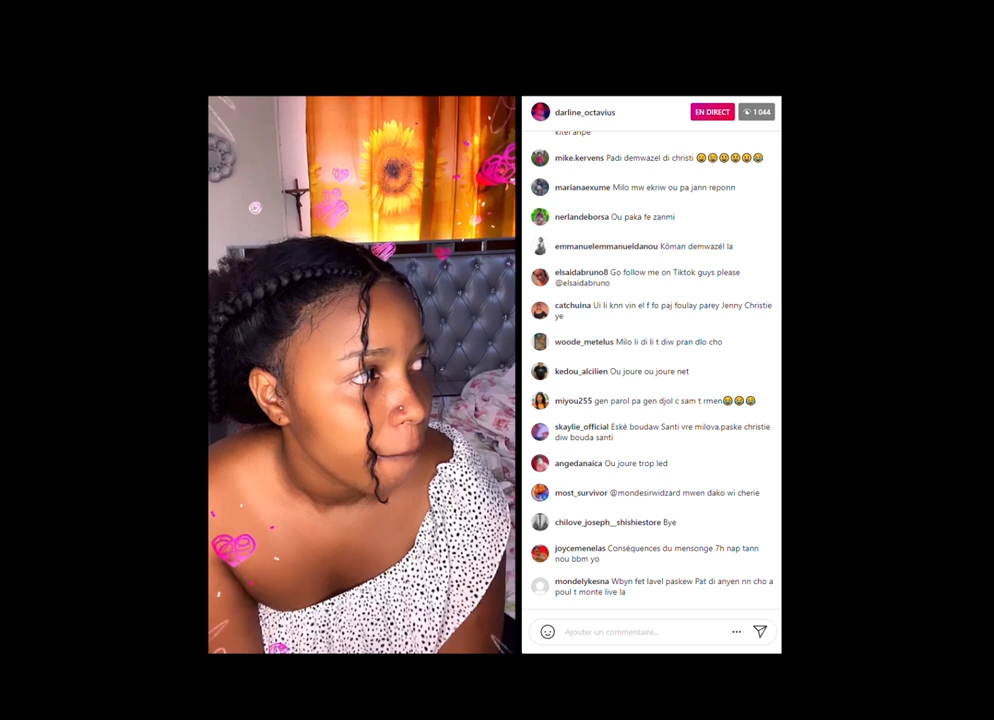 darline_octavius
EN DIRECT
1 044
kitel anpe
mike.kervens Padi demwazel di christi 😄😄😄😄😄😂
marianaexume Milo mw ekriw ou pa jann reponn
nerlandeborsa Ou paka fe zanmi
emmanuelemmanueldanou Kôman demwazél la
elsaidabruno8 Go follow me on Tiktok guys please
@elsaidabruno
catchuina Ui li knn vin el f fo paj foulay parey Jenny Christie
ye
woode_metelus Milo li di li t diw pran dlo cho
kedou_alcilien Ou joure ou joure net
miyou255 gen parol pa gen djol c sam t rmen😂😂😂
skaylie_official Eskè boudaw Santi vre milova,paske christie
diw bouda santi
angedanaica Ou joure trop led
most_survivor @mondesirwidzard mwen dako wi cherie
chilove_joseph__shishiestore Bye
joycemenelas Conséquences du mensonge 7h nap tann
nou bbm yo
mondelykesna Wbyn fet lavel paskew Pat di anyen nn cho a
poul t monte live la
Ajouter un commentaire...